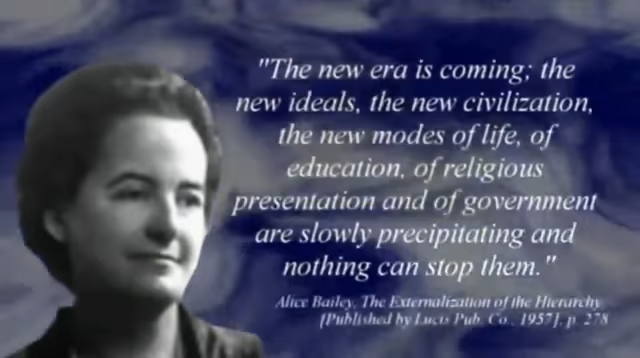 "The new era is coming; the
new ideals, the new civilization,
the new modes of life, of
education, of religious
presentation and of government
are slowly precipitating and
nothing can stop them."
Alice Bailey, The Externalization of the Hierarchy
[Published by Lucis Pub. Co., 1957], p. 278